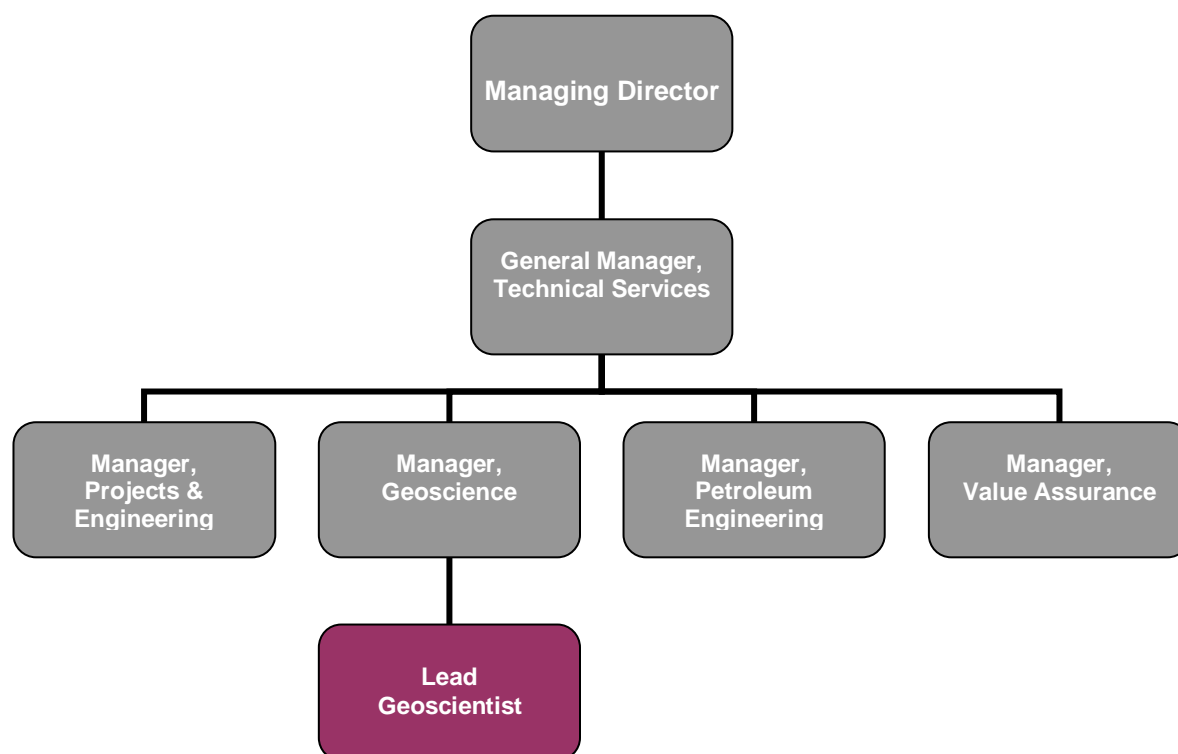 Managing Director
General Manager,
Technical Services
Manager,
Projects &
Engineering
Manager,
Geoscience
Manager,
Petroleum
Engineering
Manager,
Value Assurance
Lead
Geoscientist